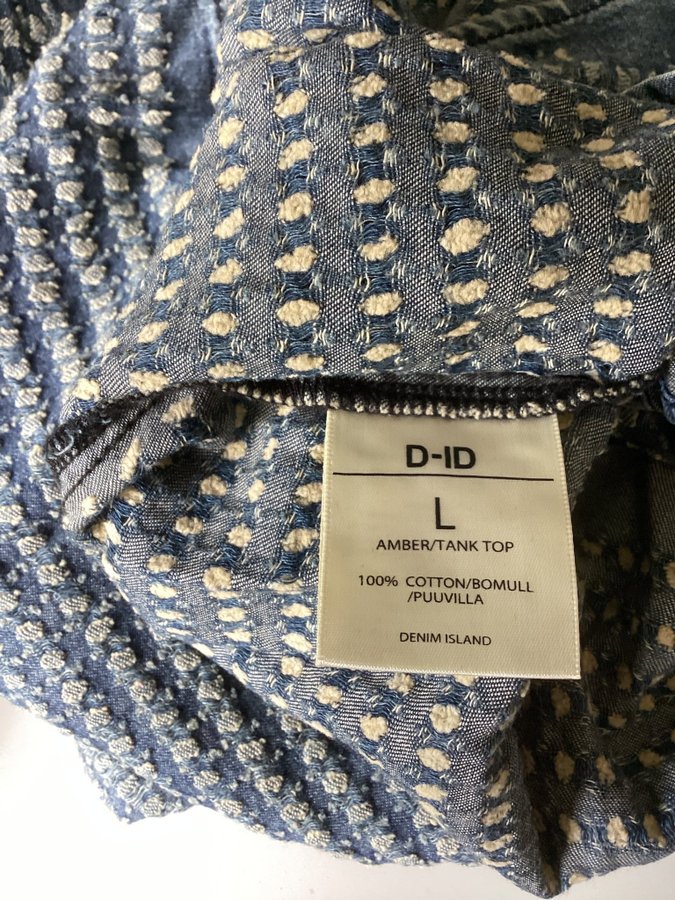 D-ID
L
AMBER/TANK TOP
100% COTTON/BOMULL
/PUUVILLA
DENIM ISLAND